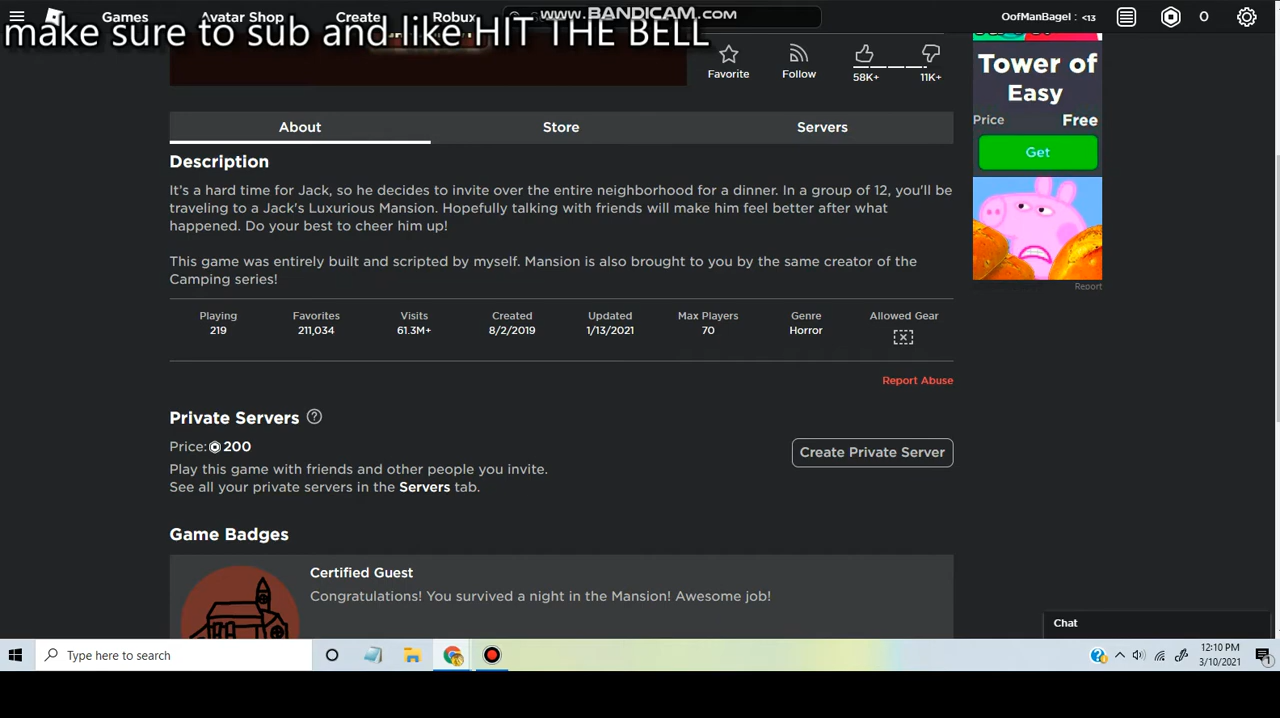 Games
Avatar Shop
Create
Robux
www.BANDICAM.com
OofManBagel : <13
0
make sure to sub and like HIT THE BELL
Favorite
Follow
58K+
11K+
Tower of
Easy
Price
Free
Get
Report
About
Store
Servers
Description
It's a hard time for Jack, so he decides to invite over the entire neighborhood for a dinner. In a group of 12, you'll be
traveling to a Jack's Luxurious Mansion. Hopefully talking with friends will make him feel better after what
happened. Do your best to cheer him up!
This game was entirely built and scripted by myself. Mansion is also brought to you by the same creator of the
Camping series!
Playing
Favorites
Visits
Created
Updated
Max Players
Genre
Allowed Gear
219
211,034
61.3M+
8/2/2019
1/13/2021
70
Horror
Report Abuse
Private Servers
Price: 200
Create Private Server
Play this game with friends and other people you invite.
See all your private servers in the Servers tab.
Game Badges
Certified Guest
Congratulations! You survived a night in the Mansion! Awesome job!
Chat
Type here to search
12:10 PM
3/10/2021
1